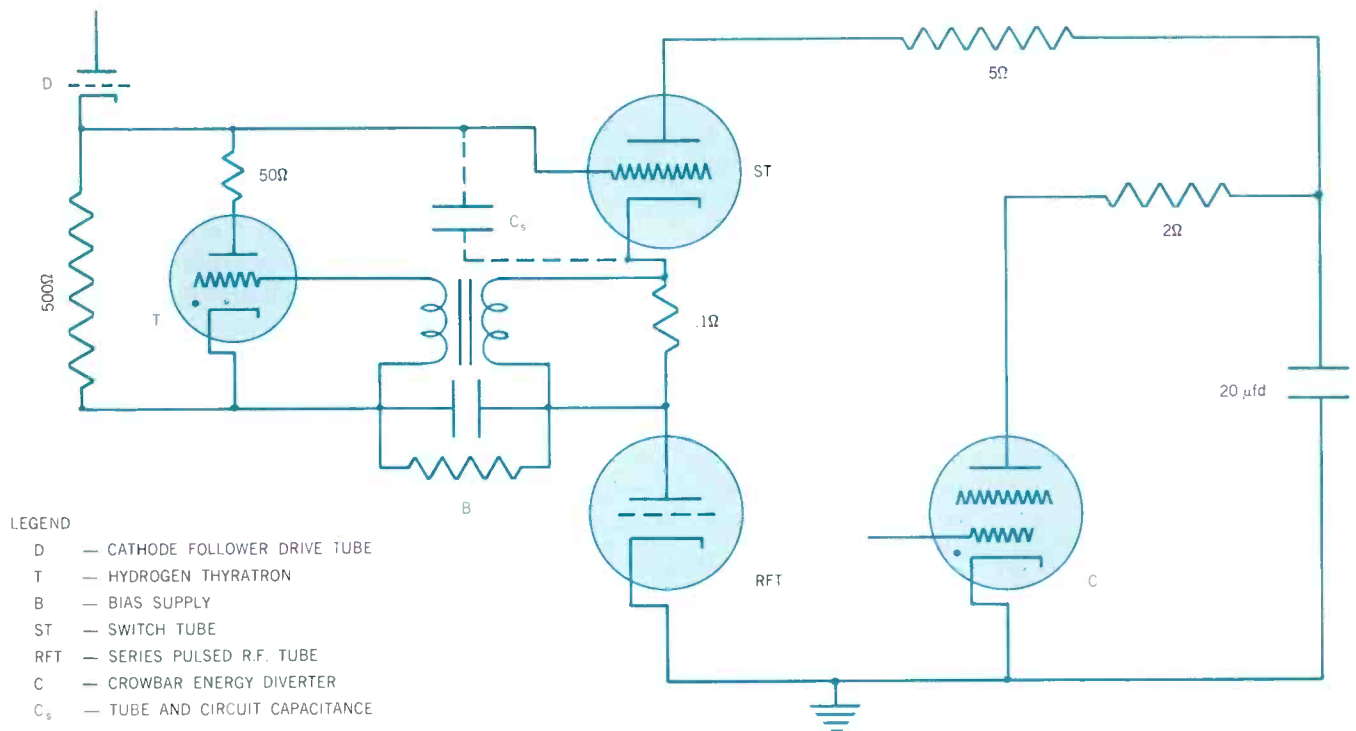 5Ω
D
ST
50Ω
Cs
2Ω
500Ω
T
.1Ω
20 μfd
B
RFT
C
LEGEND
D — CATHODE FOLLOWER DRIVE TUBE
T — HYDROGEN THYRATRON
B — BIAS SUPPLY
ST — SWITCH TUBE
RFT — SERIES PULSED R.F. TUBE
C — CROWBAR ENERGY DIVERTER
Cs — TUBE AND CIRCUIT CAPACITANCE